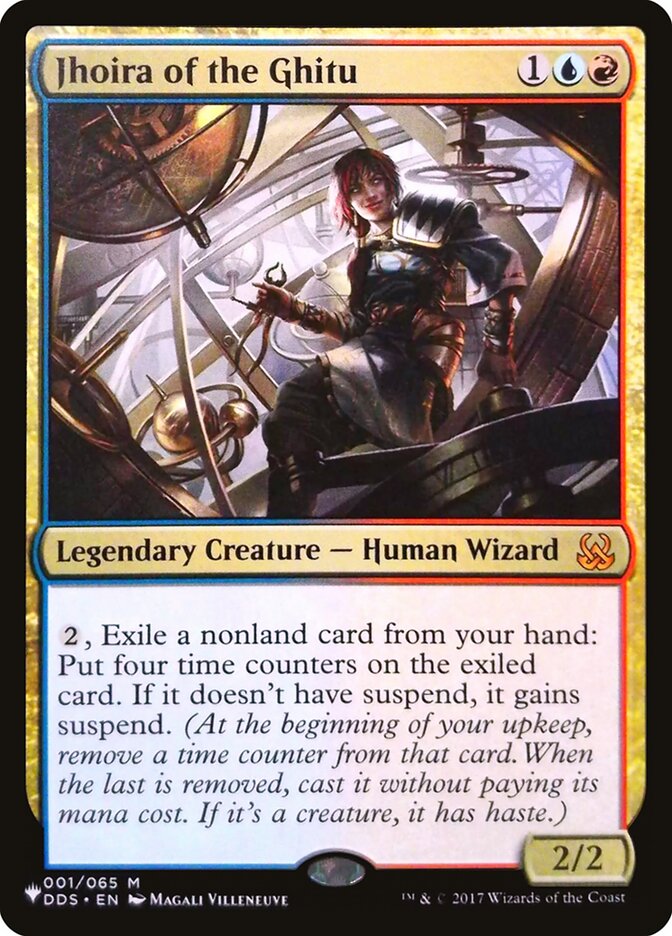 Jhoira of the Ghitu 1
Legendary Creature — Human Wizard
2, Exile a nonland card from your hand:
Put four time counters on the exiled
card. If it doesn't have suspend, it gains
suspend. (At the beginning of your upkeep,
remove a time counter from that card. When
the last is removed, cast it without paying its
mana cost. If it's a creature, it has haste.)
2/2
001/065 M
DDS • EN Magali Villeneuve ™ & © 2017 Wizards of the Coast